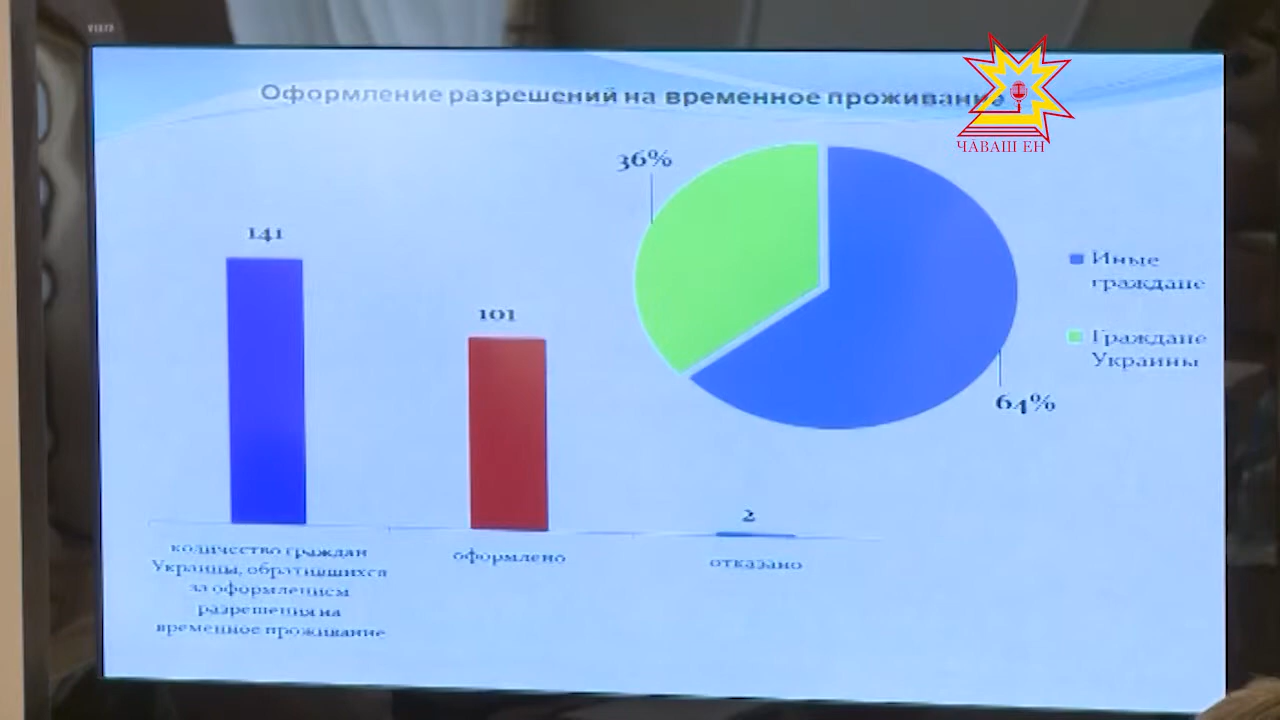 Оформление разрешений на временное проживание
ЧӐВАШ ЕН
36%
141
101
Иные
граждане
Граждане
Украины
64%
2
количество граждан
Украины, обратившихся
за оформлением
разрешения на
временное проживание
оформлено
отказано